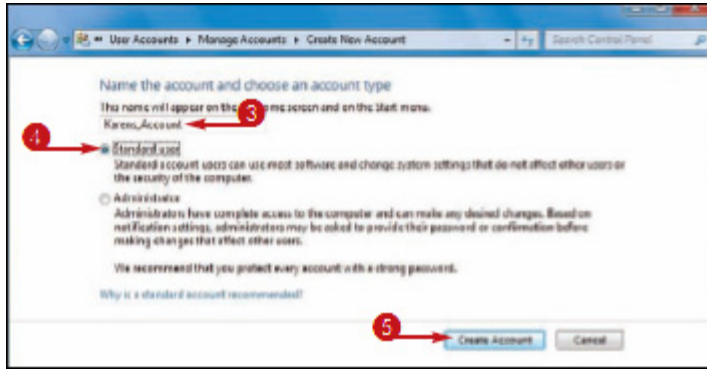 User Accounts ▸ Manage Accounts ▸ Create New Account
Search Control Panel
Name the account and choose an account type
This name will appear on the ome screen and on the Start menu.
Karens_Account
3
4
Standard user
Standard account users can use most software and change system settings that do not affect other users or
the security of the computer.
Administrator
Administrators have complete access to the computer and can make any desired changes. Based on
notification settings, administrators may be asked to provide their password or confirmation before
making changes that affect other users.
We recommend that you protect every account with a strong password.
Why is a standard account recommended?
5
Create Account
Cancel